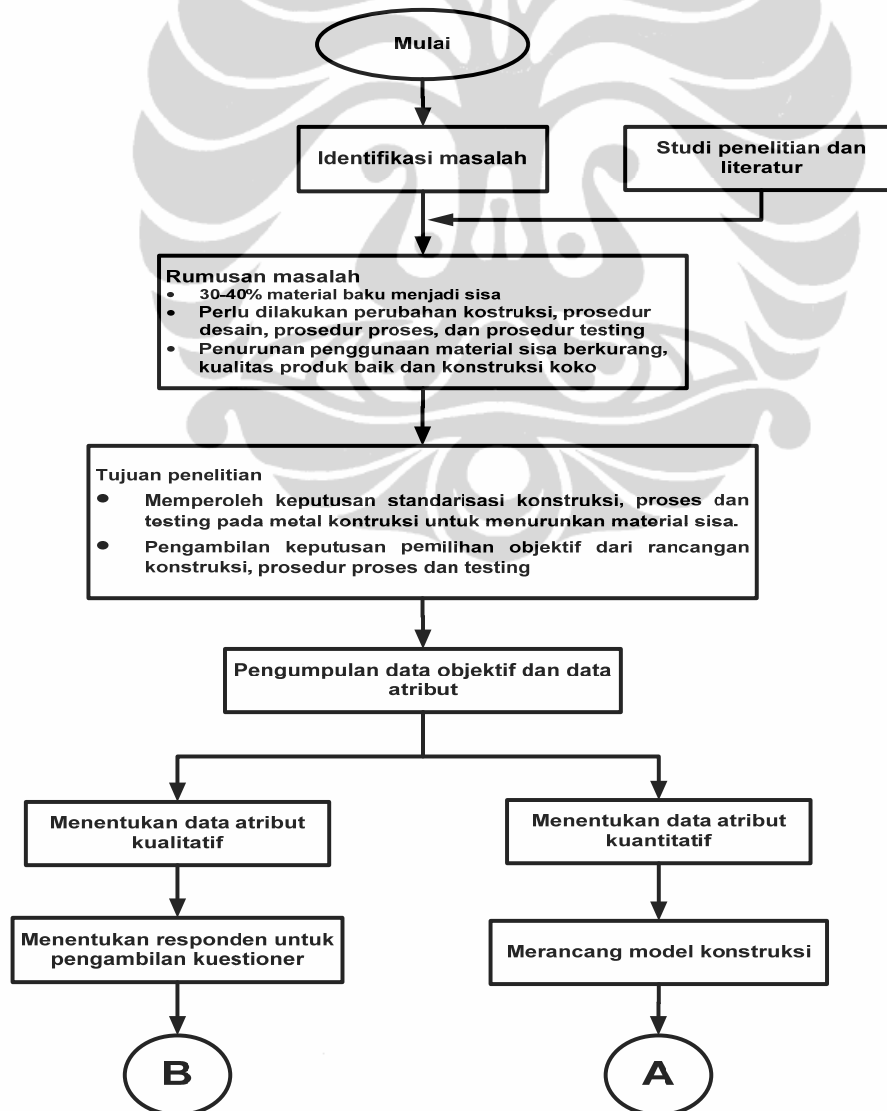 Mulai
Identifikasi masalah
Studi penelitian dan
literatur
Rumusan masalah
• 30-40% material baku menjadi sisa
• Perlu dilakukan perubahan kostruksi, prosedur
desain, prosedur proses, dan prosedur testing
• Penurunan penggunaan material sisa berkurang,
kualitas produk baik dan konstruksi koko
Tujuan penelitian
• Memperoleh keputusan standarisasi konstruksi, proses dan
testing pada metal kontruksi untuk menurunkan material sisa.
• Pengambilan keputusan pemilihan objektif dari rancangan
konstruksi, prosedur proses dan testing
Pengumpulan data objektif dan data
atribut
Menentukan data atribut
kualitatif
Menentukan data atribut
kuantitatif
Menentukan responden untuk
pengambilan kuestioner
Merancang model konstruksi
B
A